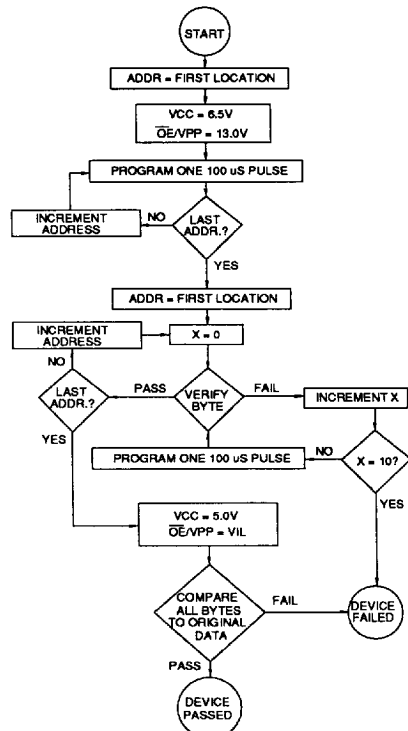 START
ADDR = FIRST LOCATION
VCC = 6.5V
OE/VPP = 13.0V
PROGRAM ONE 100 uS PULSE
INCREMENT
ADDRESS
NO
LAST
ADDR.?
YES
ADDR = FIRST LOCATION
INCREMENT
ADDRESS
X = 0
NO
LAST
ADDR.?
PASS
VERIFY
BYTE
FAIL
INCREMENT X
YES
PROGRAM ONE 100 uS PULSE
NO
X = 10?
YES
VCC = 5.0V
OE/VPP = VIL
COMPARE
ALL BYTES
TO ORIGINAL
DATA
FAIL
DEVICE
FAILED
PASS
DEVICE
PASSED